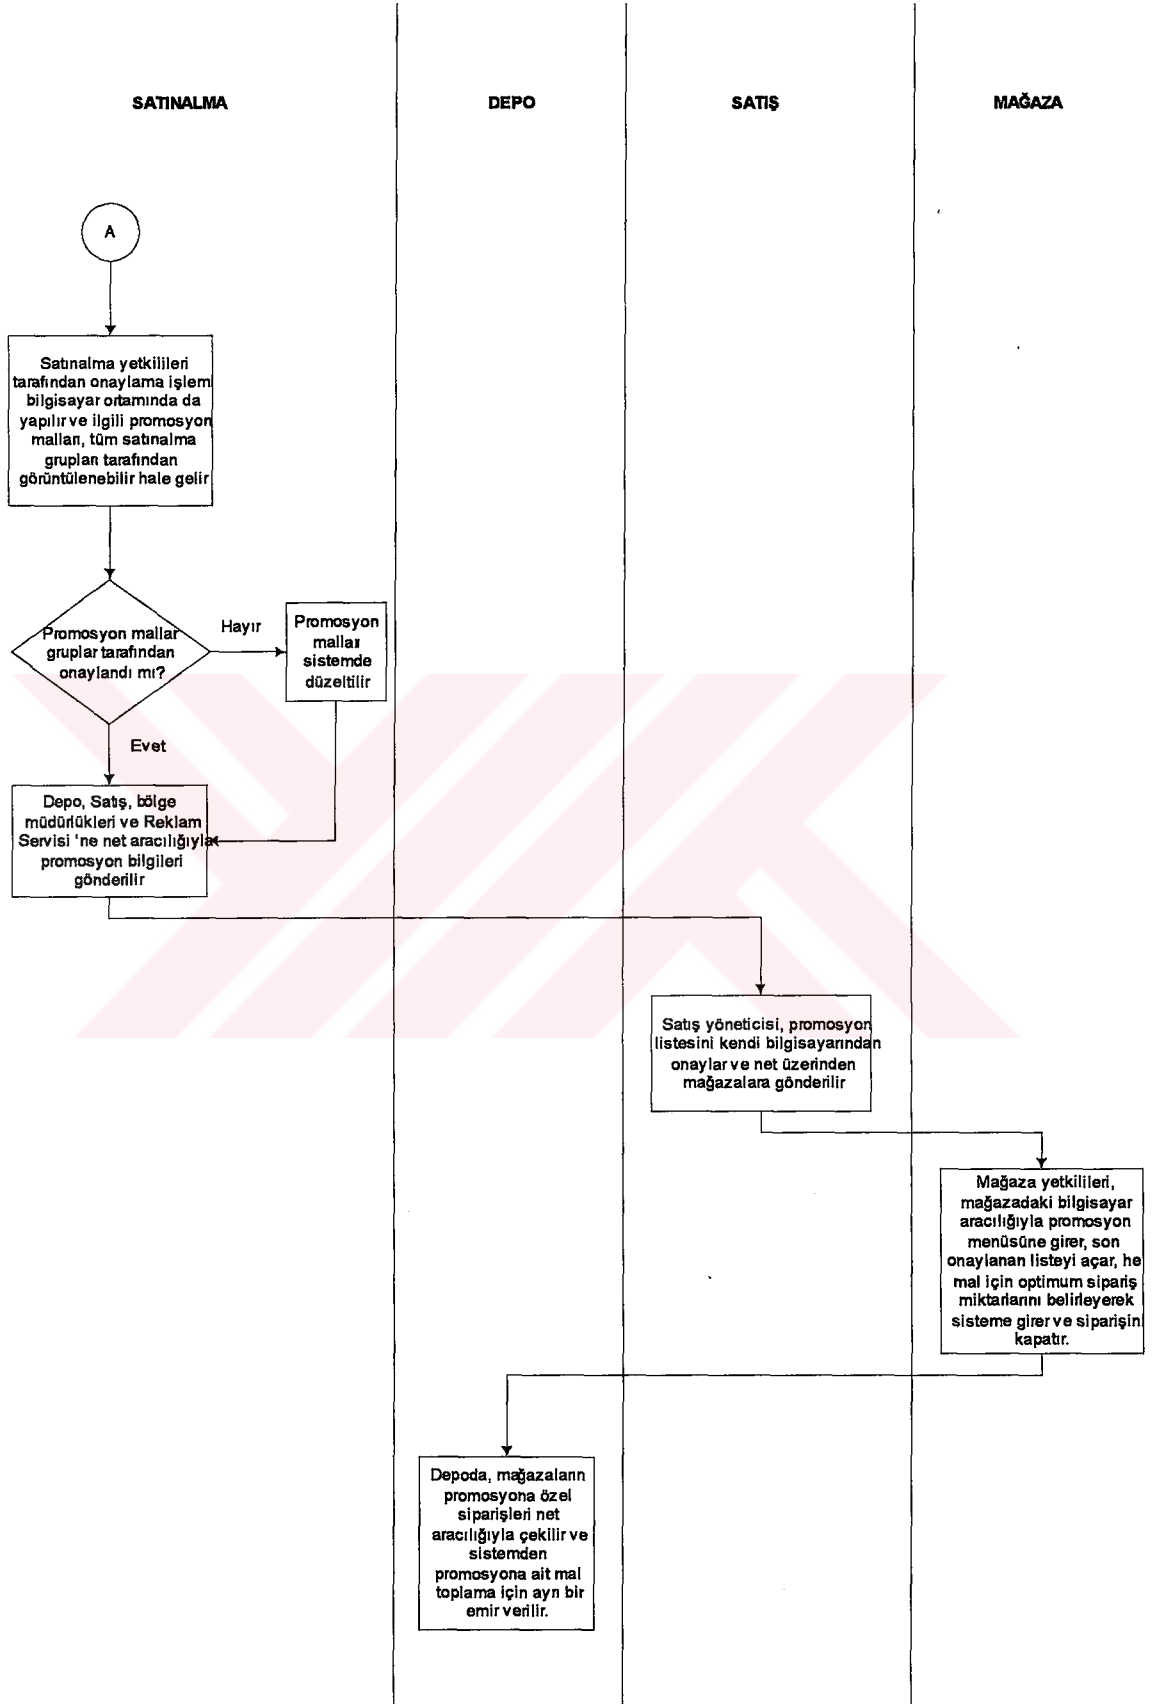 SATINALMA
DEPO
SATIŞ
MAĞAZA
A
Satınalma yetkilileri
tarafından onaylama işlem
bilgisayar ortamında da
yapılır ve ilgili promosyon
malları, tüm satınalma
grupları tarafından
görüntülenebilir hale gelir
Promosyon mallar
gruplar tarafından
onaylandı mı?
Hayır
Promosyon
mallar
sistemde
düzeltilir
Evet
Depo, Satış, bölge
müdürlükleri ve Reklam
Servisi 'ne net aracılığıyla
promosyon bilgileri
gönderilir
Satış yöneticisi, promosyon
listesini kendi bilgisayarından
onaylar ve net üzerinden
mağazalara gönderilir
Mağaza yetkilileri,
mağazadaki bilgisayar
aracılığıyla promosyon
menüsüne girer, son
onaylanan listeyi açar, he
mal için optimum sipariş
miktarlarını belirleyerek
sisteme girer ve siparişin
kapatır.
Depoda, mağazaların
promosyona özel
siparişleri net
aracılığıyla çekilir ve
sistemden
promosyona ait mal
toplama için ayrı bir
emir verilir.